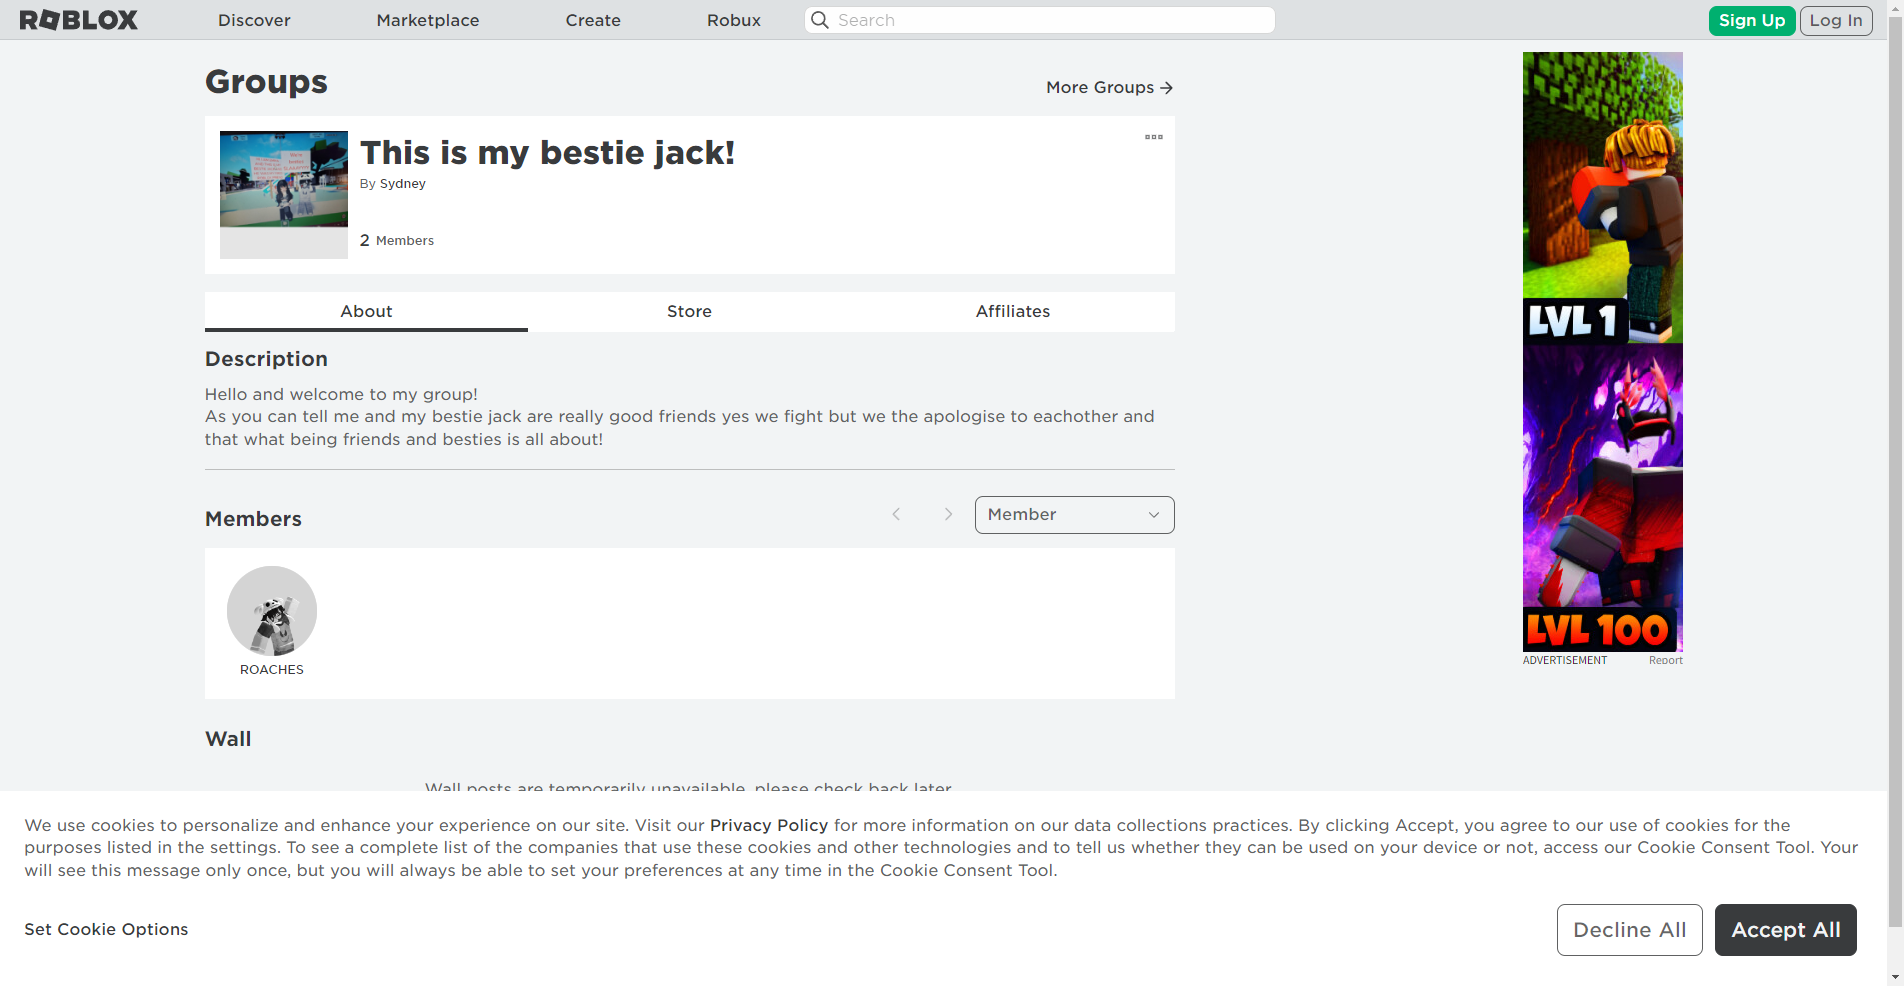 ROBLOX
Discover
Marketplace
Create
Robux
Search
Sign Up
Log In
Groups
More Groups
This is my bestie jack!
By Sydney
2 Members
About
Store
Affiliates
Description
Hello and welcome to my group!
As you can tell me and my bestie jack are really good friends yes we fight but we the apologise to eachother and
that what being friends and besties is all about!
Members
Member
ROACHES
Wall
Wall posts are temporarily unavailable, please check back later.
LVL 1
LVL 100
ADVERTISEMENT
Report
We use cookies to personalize and enhance your experience on our site. Visit our Privacy Policy for more information on our data collections practices. By clicking Accept, you agree to our use of cookies for the
purposes listed in the settings. To see a complete list of the companies that use these cookies and other technologies and to tell us whether they can be used on your device or not, access our Cookie Consent Tool. Your
will see this message only once, but you will always be able to set your preferences at any time in the Cookie Consent Tool.
Set Cookie Options
Decline All
Accept All